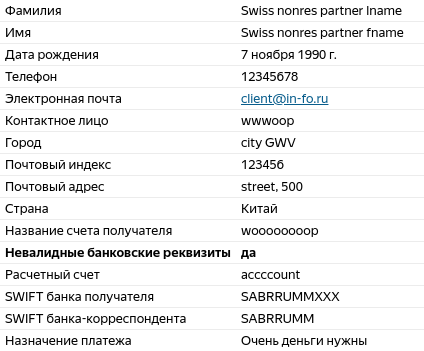 Фамилия Swiss nonres partner lname
Имя Swiss nonres partner fname
Дата рождения 7 ноября 1990 г.
Телефон 12345678
Электронная почта client@in-fo.ru
Контактное лицо wwwoop
Город city GWV
Почтовый индекс 123456
Почтовый адрес street, 500
Страна Китай
Название счета получателя woooooooop
Невалидные банковские реквизиты да
Расчетный счет accccount
SWIFT банка получателя SABRRUMMXXX
SWIFT банка-корреспондента SABRRUMM
Назначение платежа Очень деньги нужны